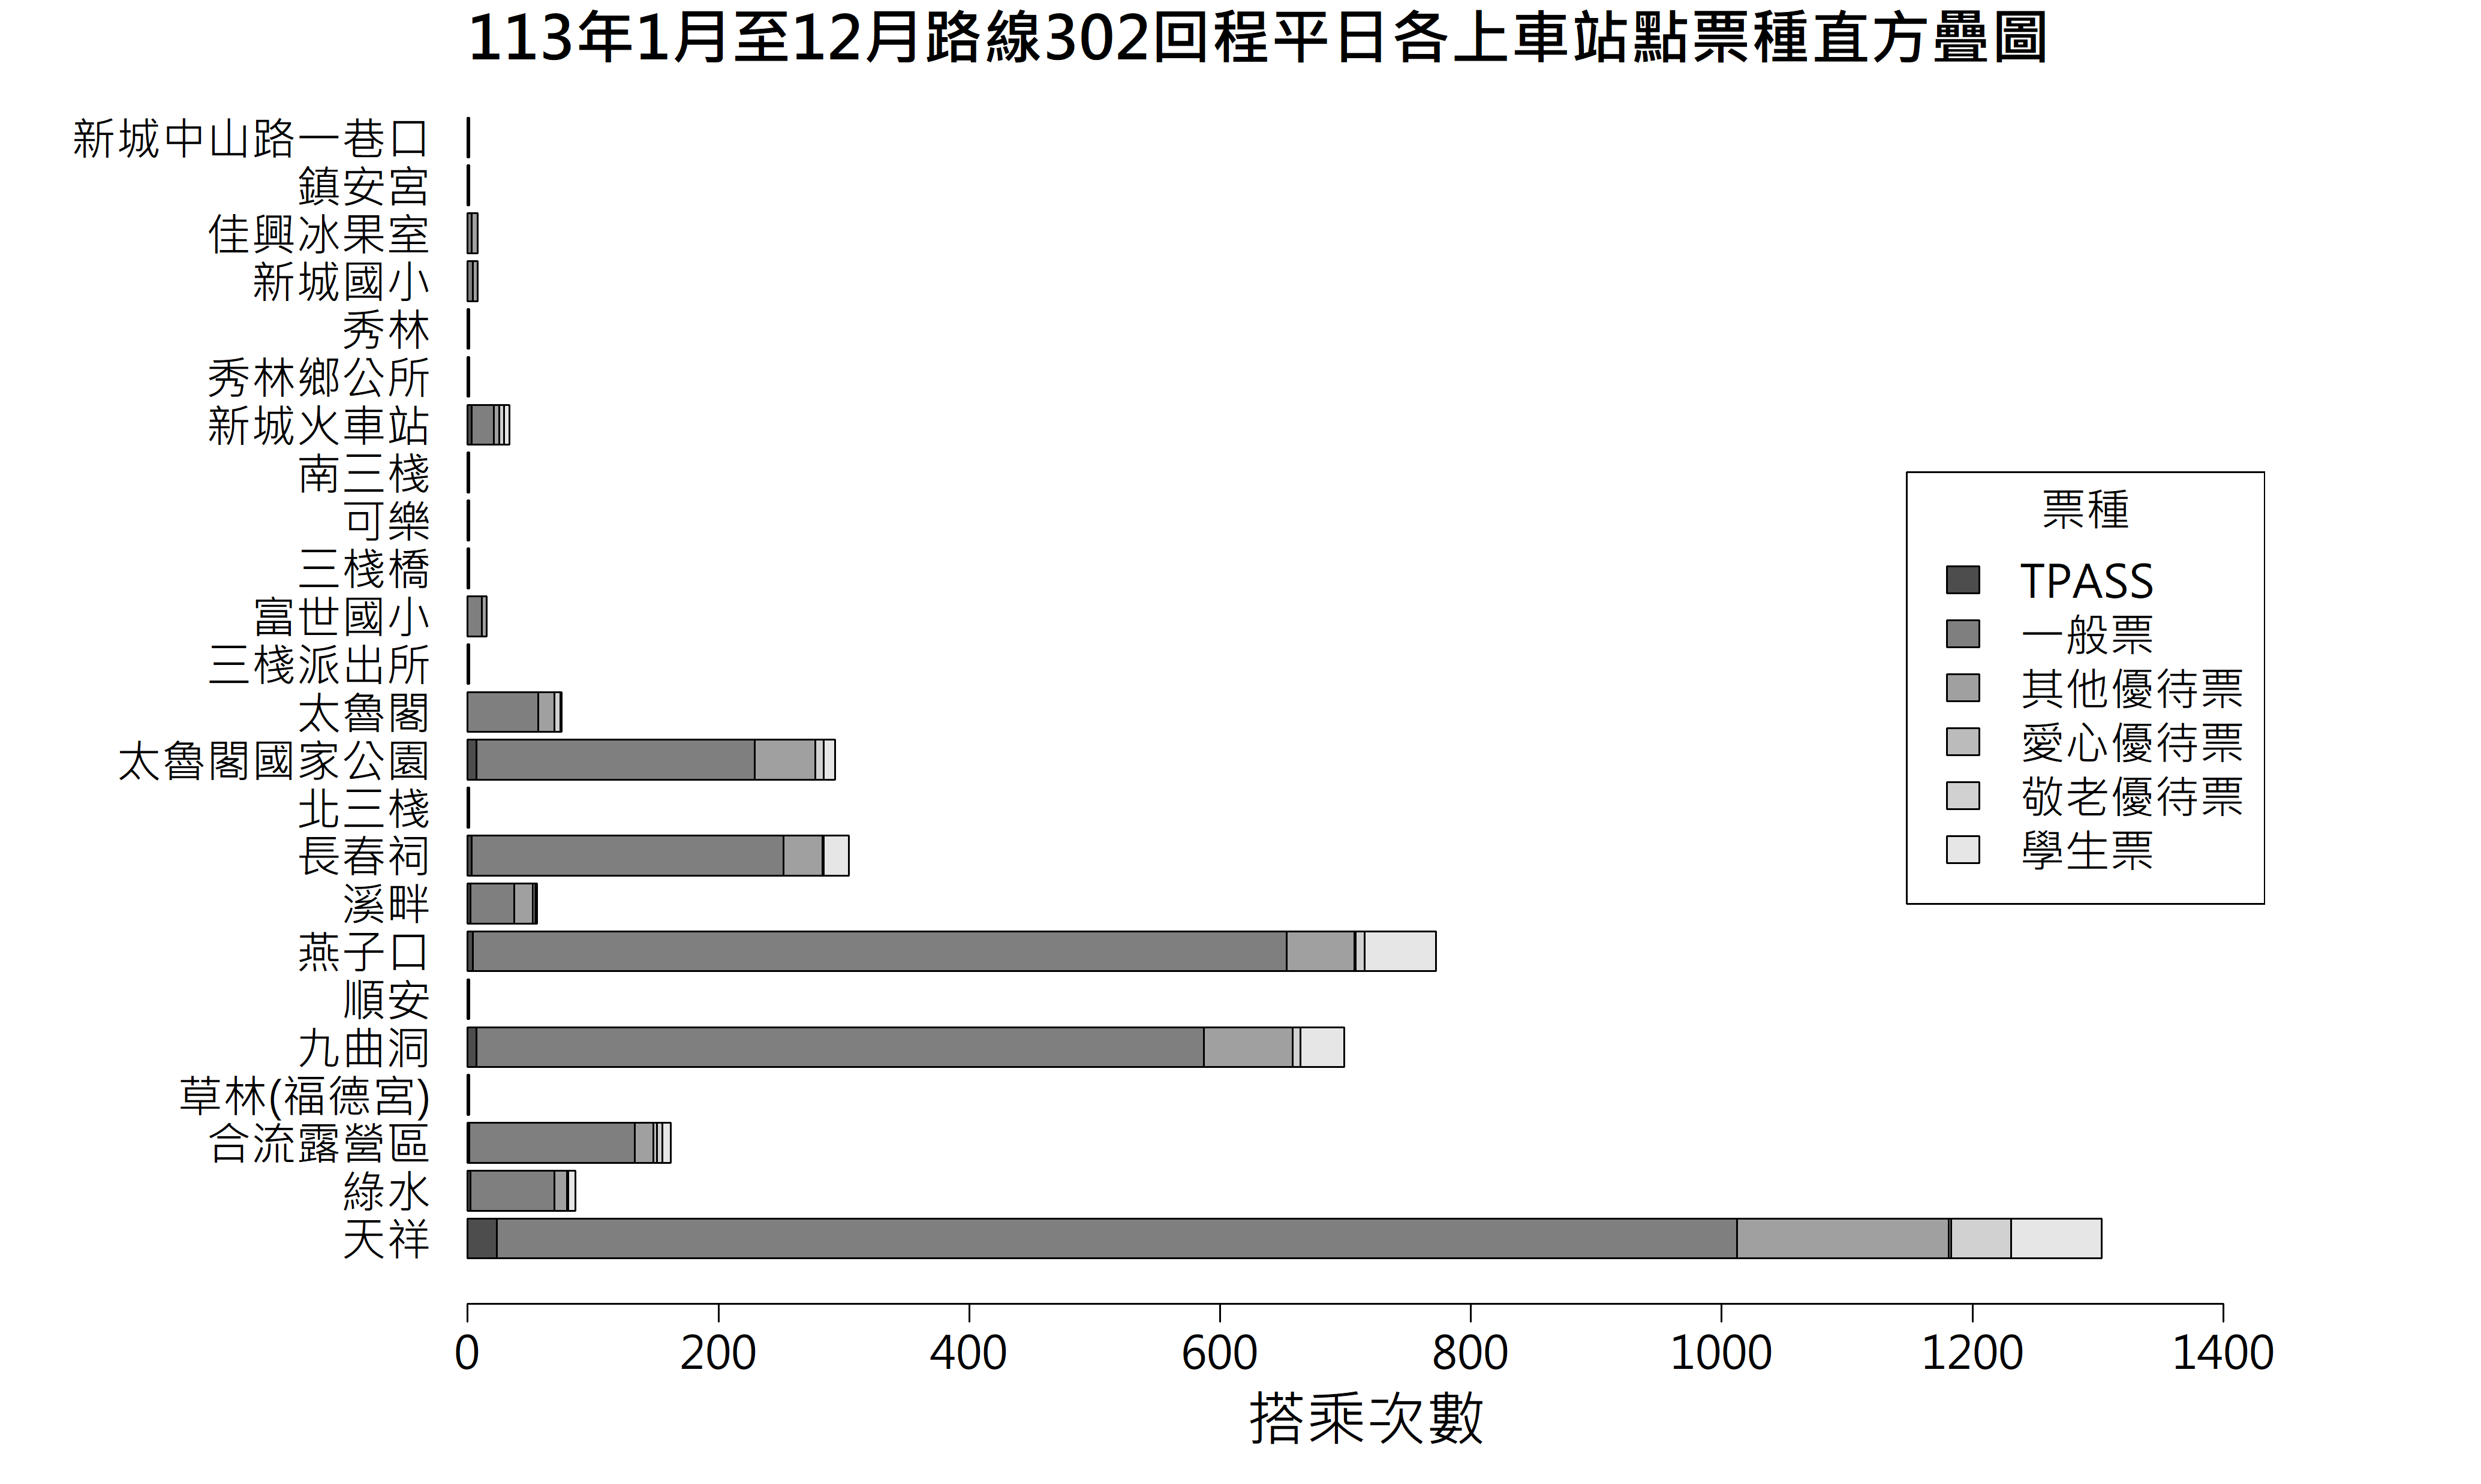 113年1月至12月路線302回程平日各上車站點票種直方疊圖
新城中山路一巷口
鎮安宮
佳興冰果室
新城國小
秀林
秀林鄉公所
新城火車站
南三棧
可樂
三棧橋
富世國小
三棧派出所
太魯閣
太魯閣國家公園
北三棧
長春祠
溪畔
燕子口
順安
九曲洞
草林(福德宮)
合流露營區
綠水
天祥
票種
TPASS
一般票
其他優待票
愛心優待票
敬老優待票
學生票
0 200 400 600 800 1000 1200 1400
搭乘次數